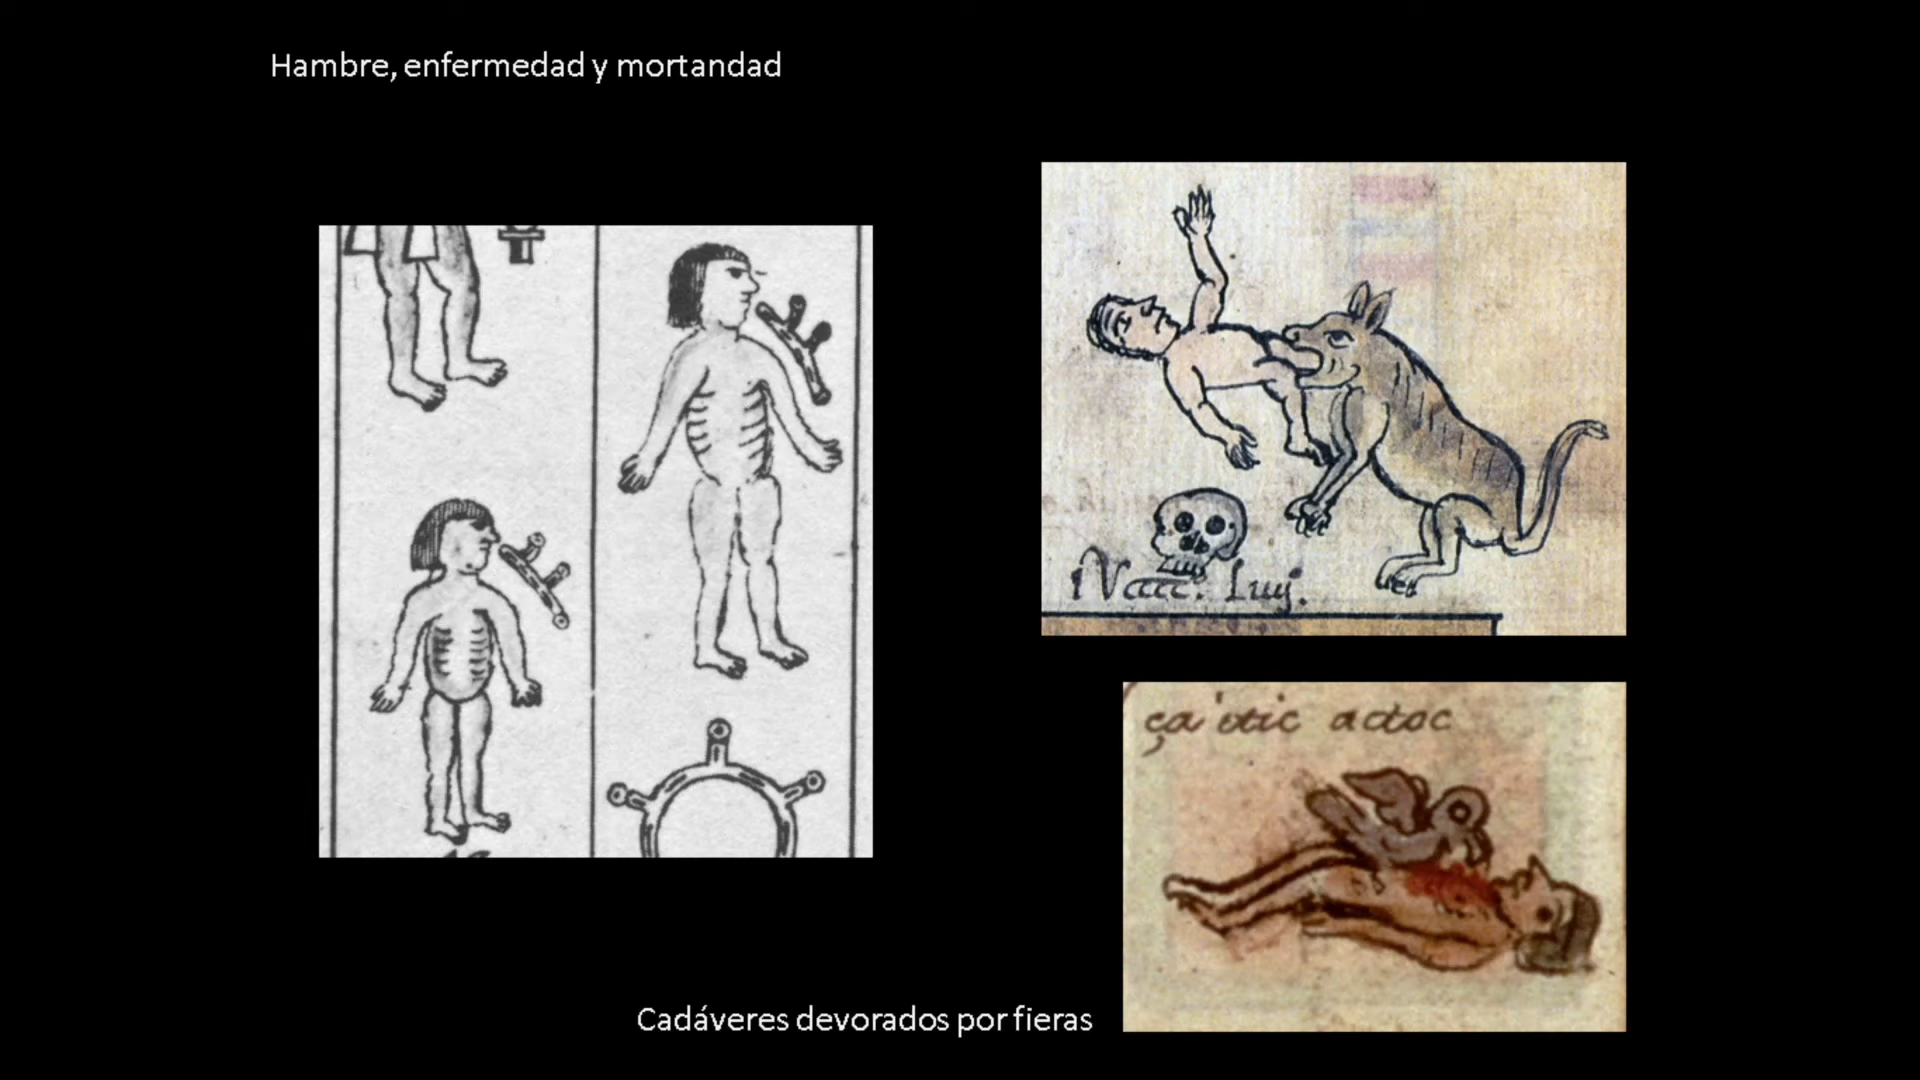 Hambre, enfermedad y mortandad
ça otic actoc
Cadáveres devorados por fieras